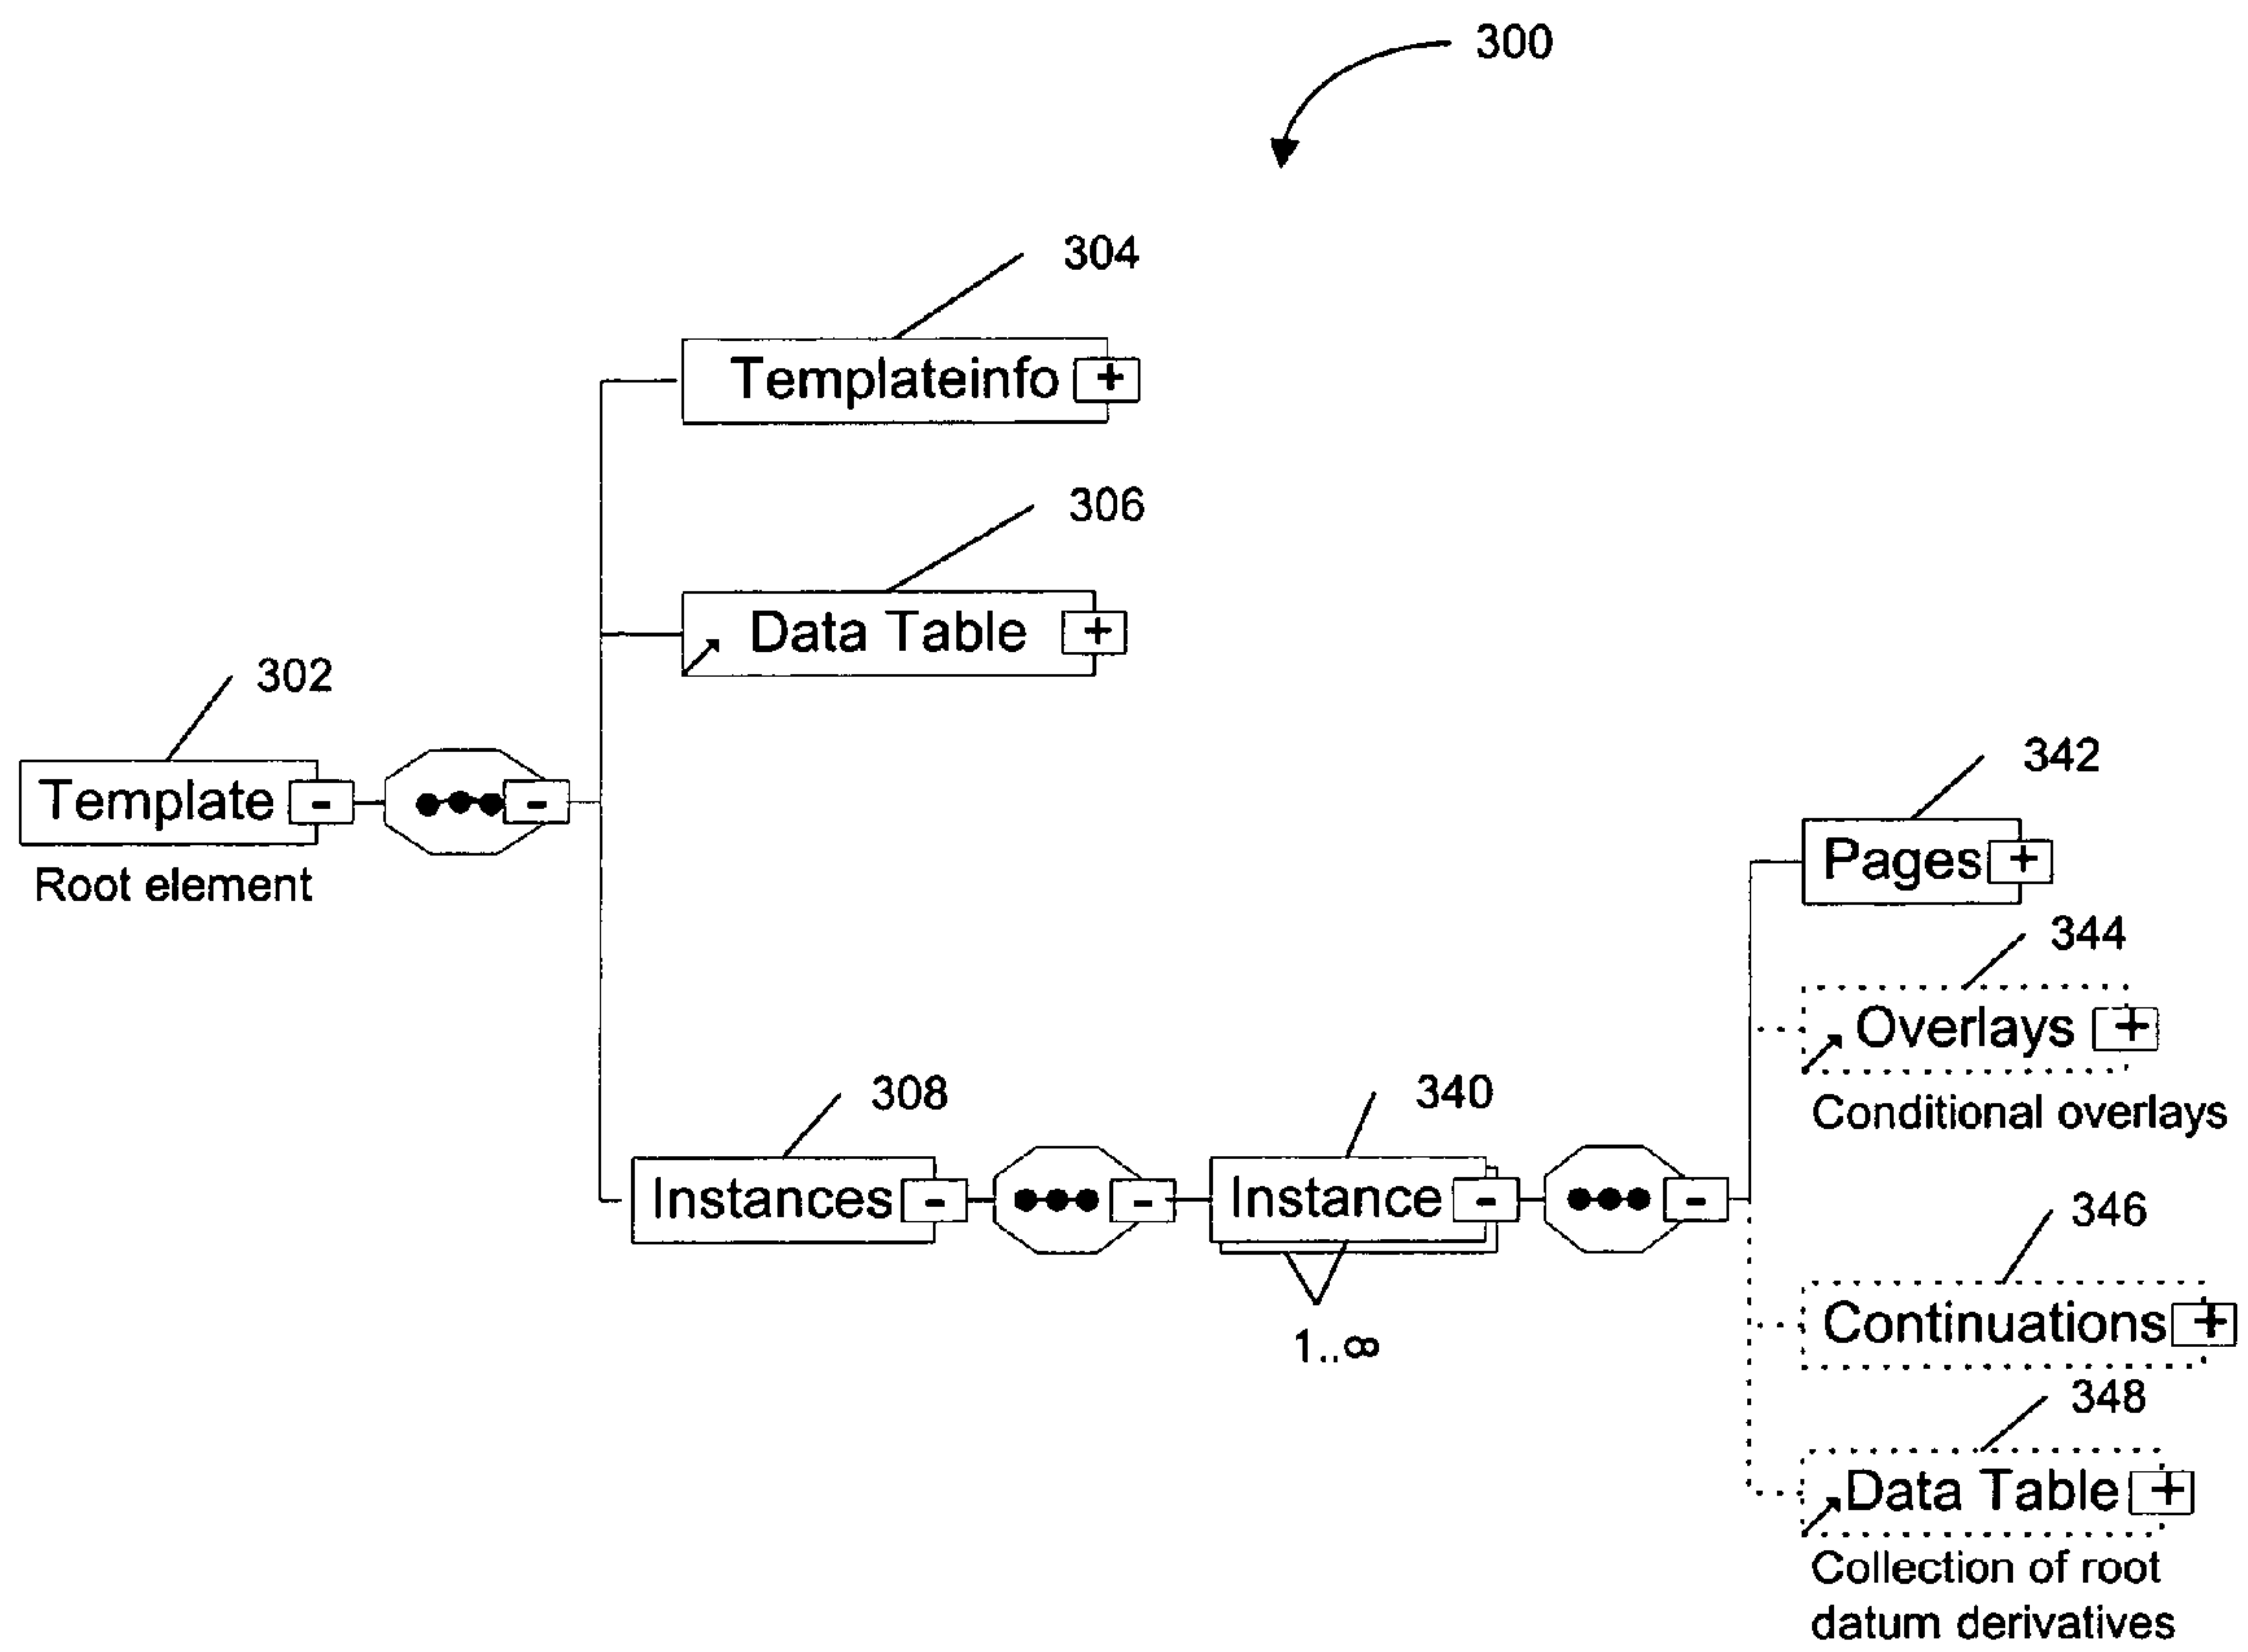 300
304
Templateinfo +
306
Data Table +
302
Template -
-
Root element
342
Pages +
344
Overlays +
Conditional overlays
308
Instances -
-
340
Instance -
-
1..∞
346
Continuations +
348
Data Table +
Collection of root
datum derivatives